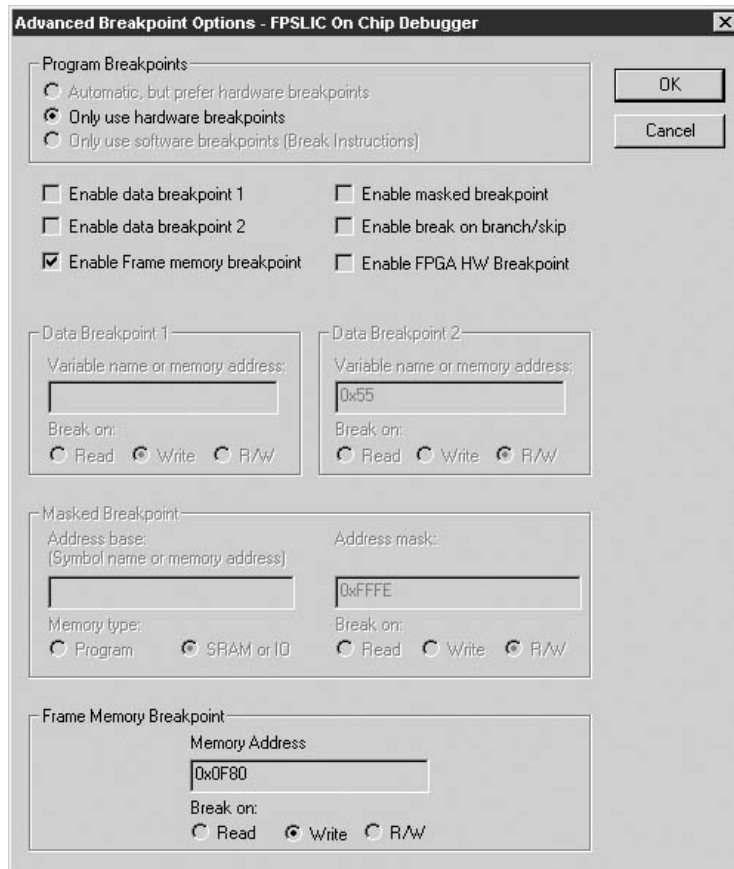 Advanced Breakpoint Options - FPSLIC On Chip Debugger
Program Breakpoints
Automatic, but prefer hardware breakpoints
Only use hardware breakpoints
Only use software breakpoints (Break Instructions)
OK
Cancel
Enable data breakpoint 1
Enable masked breakpoint
Enable data breakpoint 2
Enable break on branch/skip
Enable Frame memory breakpoint
Enable FPGA HW Breakpoint
Data Breakpoint 1
Variable name or memory address:
Break on:
Read Write R/W
Data Breakpoint 2
Variable name or memory address:
0x55
Break on:
Read Write R/W
Masked Breakpoint
Address base:
(Symbol name or memory address)
Memory type:
Program SRAM or IO
Address mask:
0xFFFE
Break on:
Read Write R/W
Frame Memory Breakpoint
Memory Address
0x0F80
Break on:
Read Write R/W